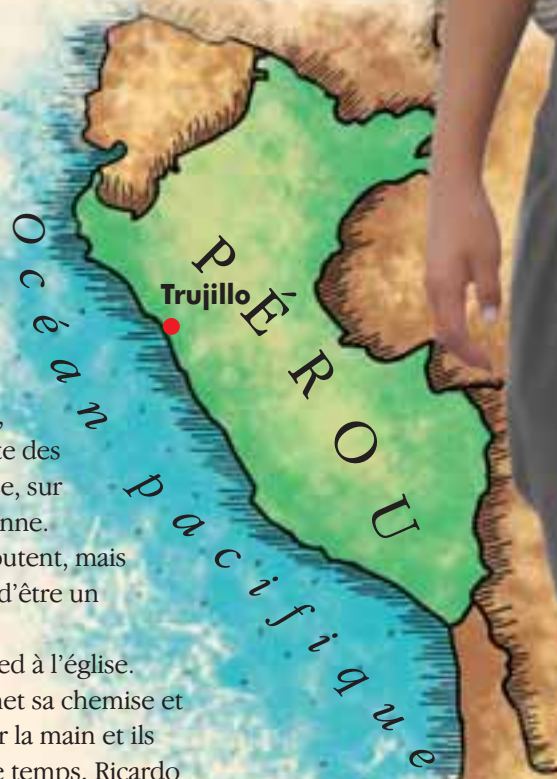 Océan pacifique
PÉROU
Trujillo
te des
e, sur
nne.
outent, mais
d'être un
ed à l'église.
net sa chemise et
r la main et ils
e temps, Ricardo